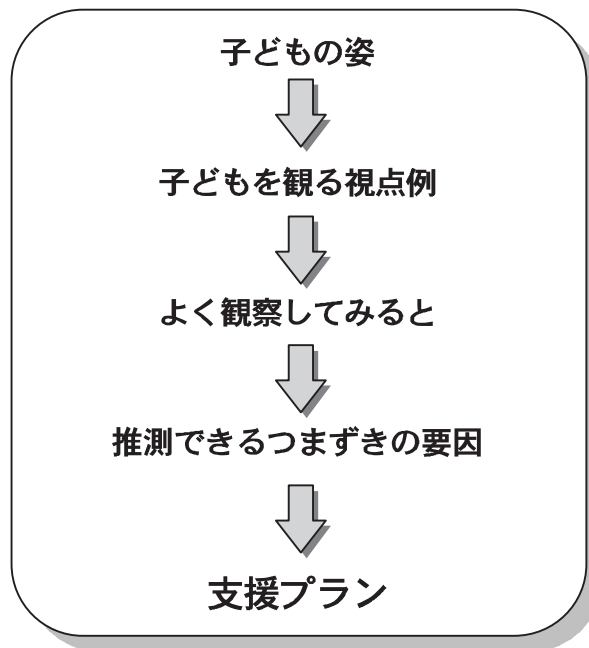 子どもの姿
子どもを観る視点例
よく観察してみると
推測できるつまずきの要因
支援プラン